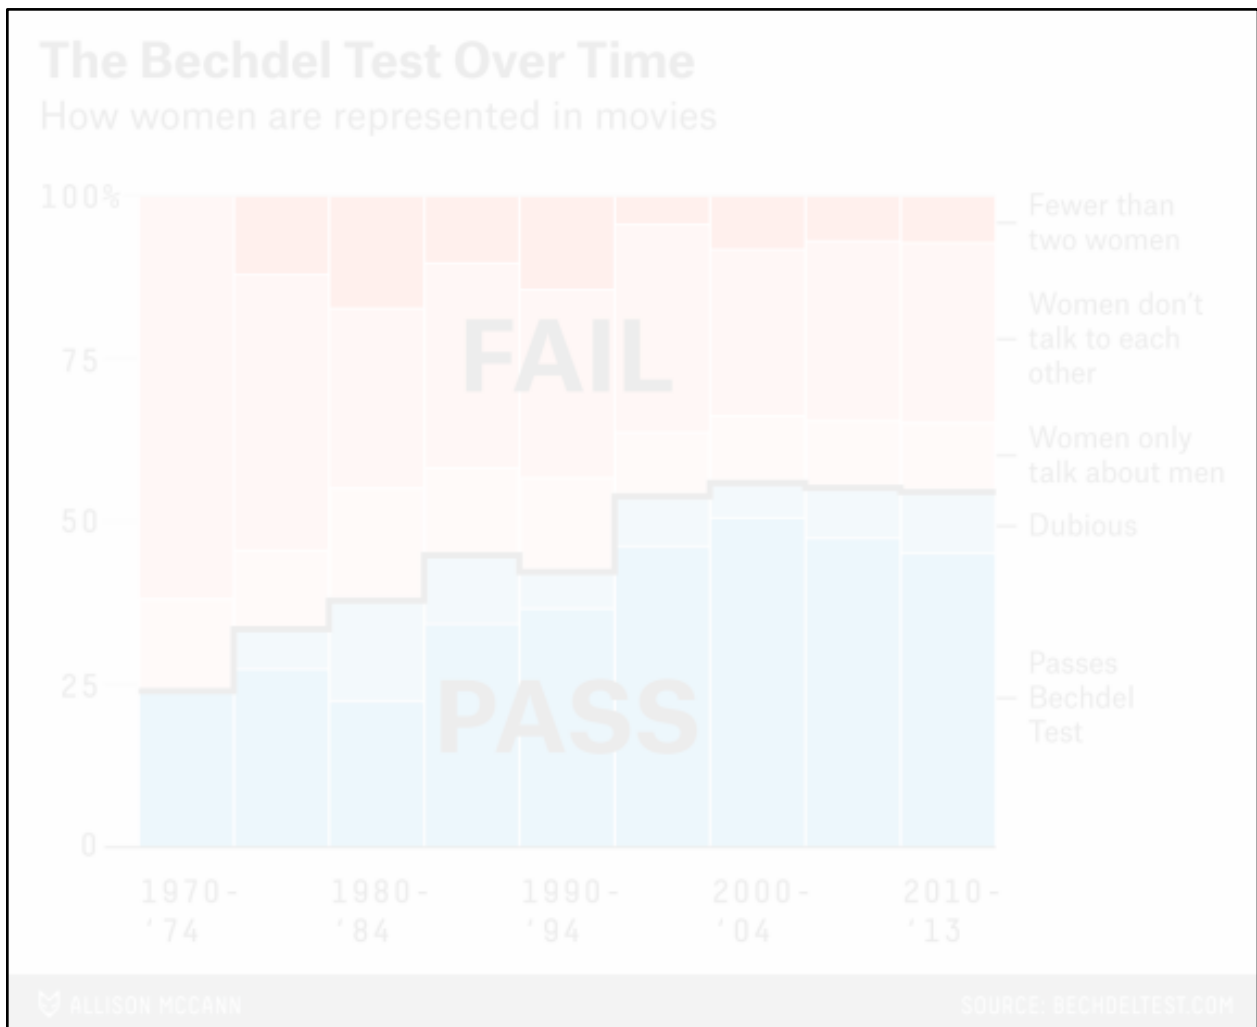 The Bechdel Test Over Time
How women are represented in movies
100%
Fewer than
two women
Women don't
talk to each
other
75
FAIL
Women only
talk about men
50
Dubious
25
PASS
Passes
Bechdel
Test
0
1970-
'74
1980-
'84
1990-
'94
2000-
'04
2010-
'13
ALLISON MCCANN
SOURCE: BECHDELTEST.COM